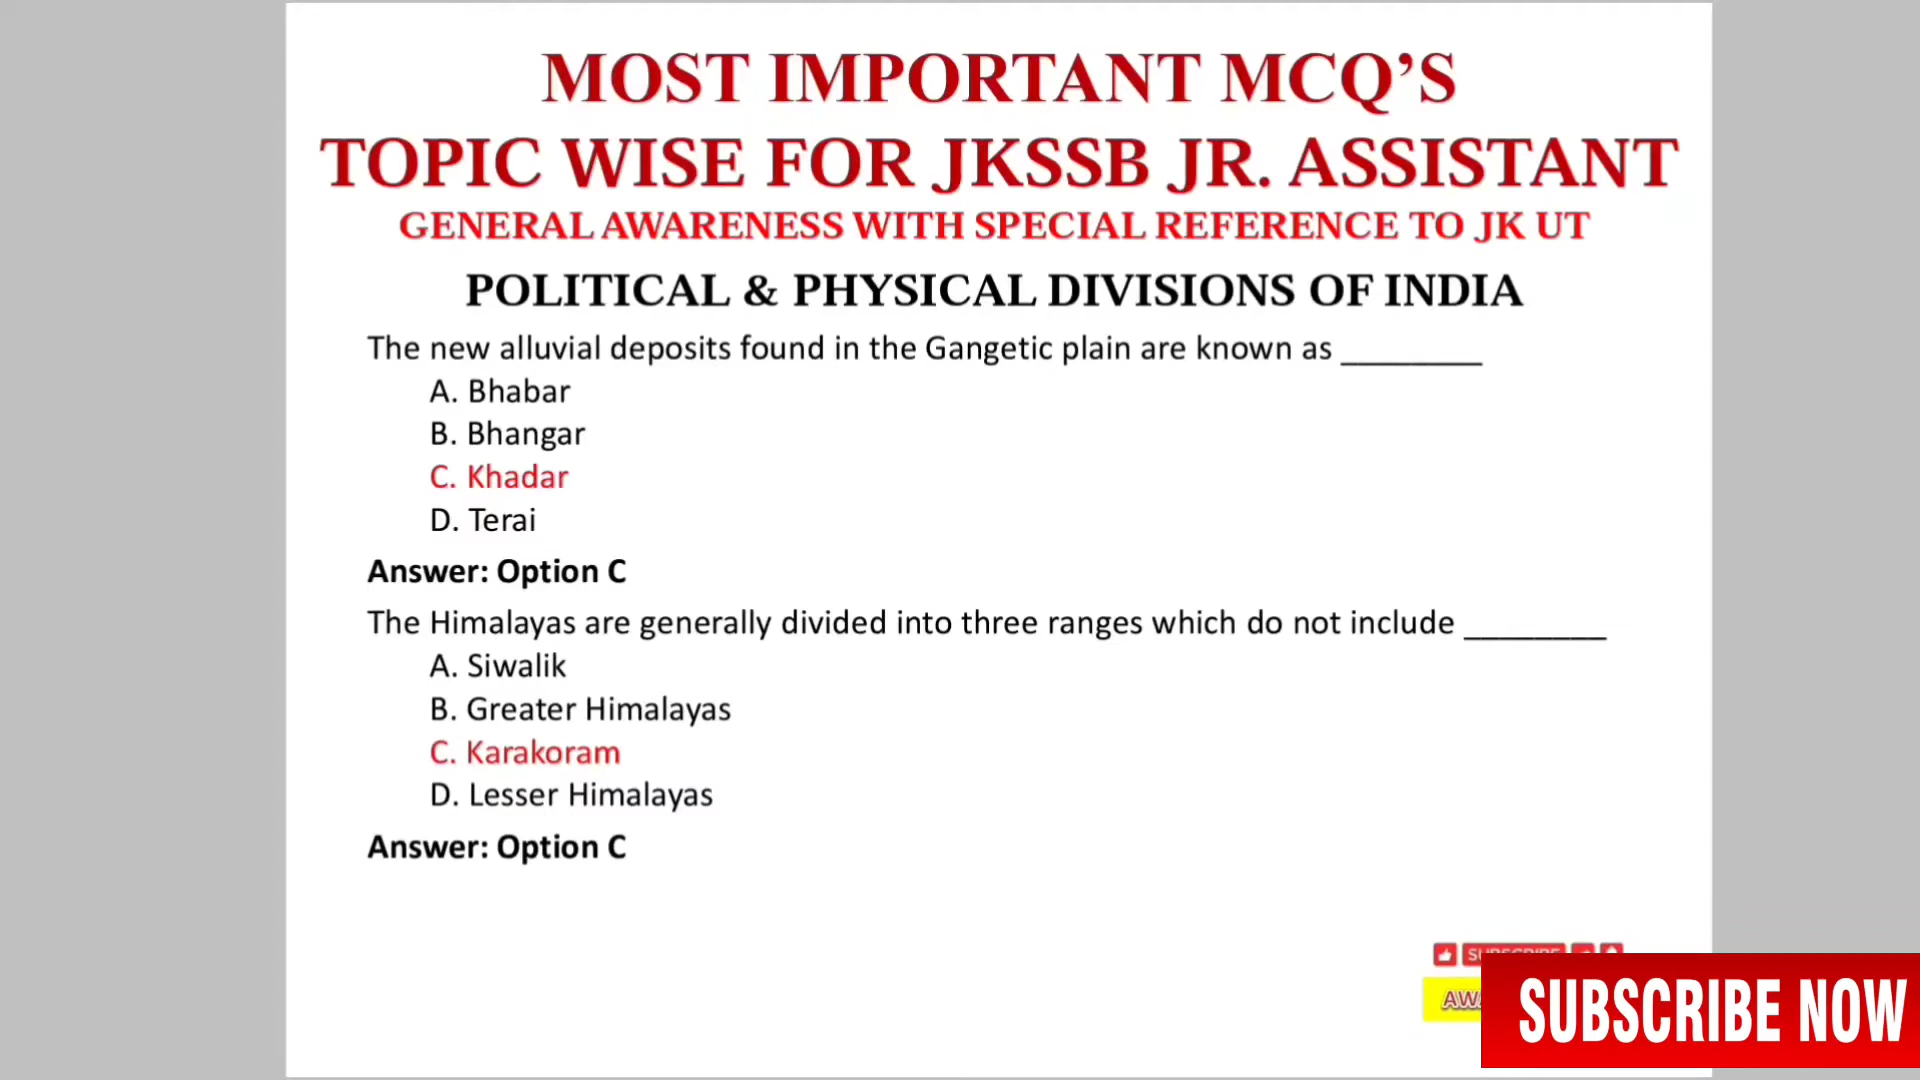 MOST IMPORTANT MCQ’S
TOPIC WISE FOR JKSSB JR. ASSISTANT
GENERAL AWARENESS WITH SPECIAL REFERENCE TO JK UT
POLITICAL & PHYSICAL DIVISIONS OF INDIA
The new alluvial deposits found in the Gangetic plain are known as ________
A. Bhabar
B. Bhangar
C. Khadar
D. Terai
Answer: Option C
The Himalayas are generally divided into three ranges which do not include ________
A. Siwalik
B. Greater Himalayas
C. Karakoram
D. Lesser Himalayas
Answer: Option C
SUBSCRIBE
SUBSCRIBE NOW